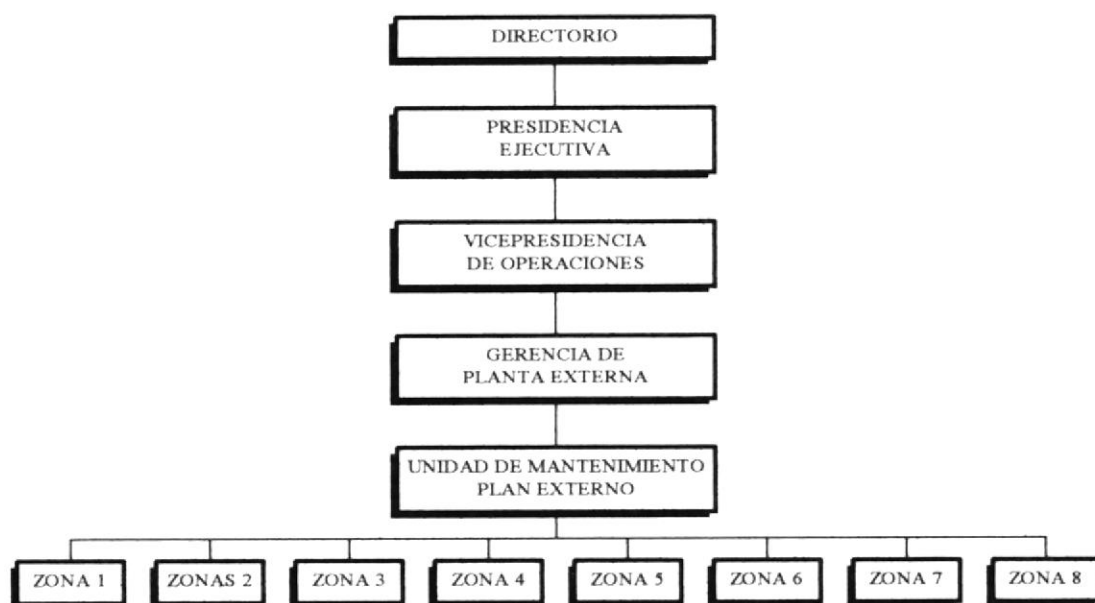 DIRECTORIO
PRESIDENCIA
EJECUTIVA
VICEPRESIDENCIA
DE OPERACIONES
GERENCIA DE
PLANTA EXTERNA
UNIDAD DE MANTENIMIENTO
PLAN EXTERNO
ZONA 1
ZONAS 2
ZONA 3
ZONA 4
ZONA 5
ZONA 6
ZONA 7
ZONA 8